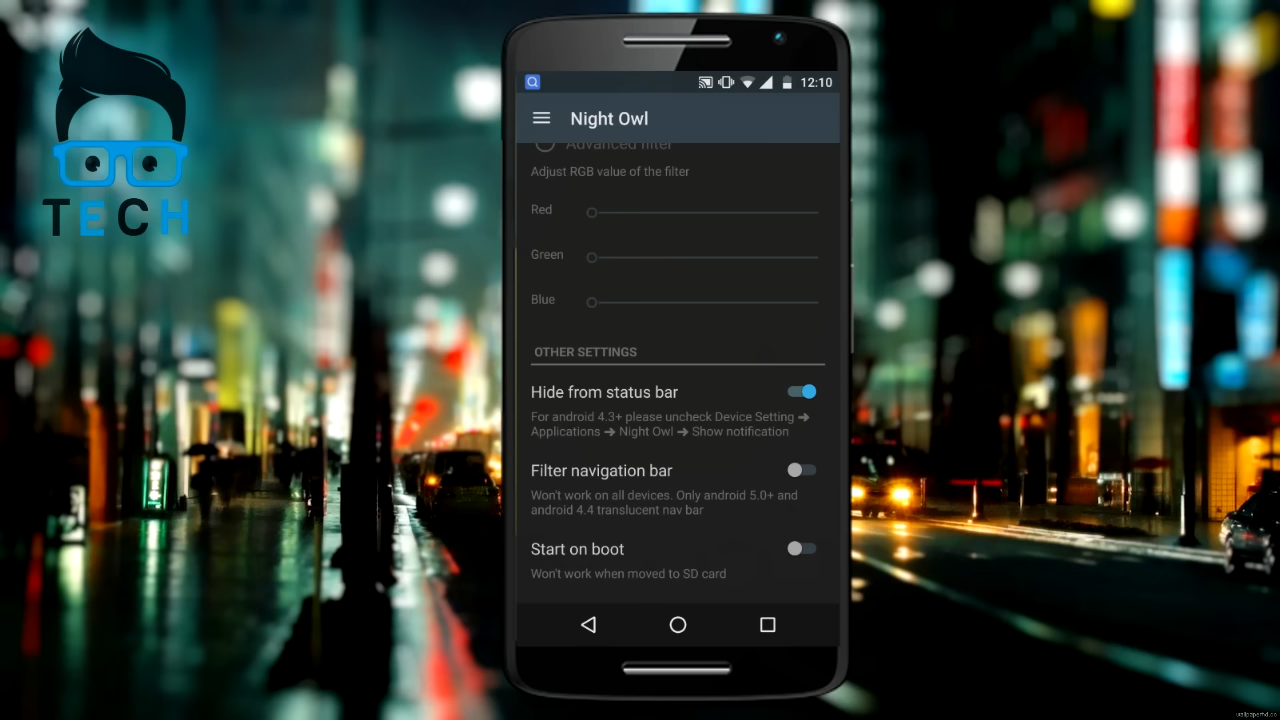 TECH
12:10
Night Owl
Advanced filter
Adjust RGB value of the filter
Red
Green
Blue
OTHER SETTINGS
Hide from status bar
For android 4.3+ please uncheck Device Setting ➔
Applications ➔ Night Owl ➔ Show notification
Filter navigation bar
Won't work on all devices. Only android 5.0+ and
android 4.4 translucent nav bar
Start on boot
Won't work when moved to SD card